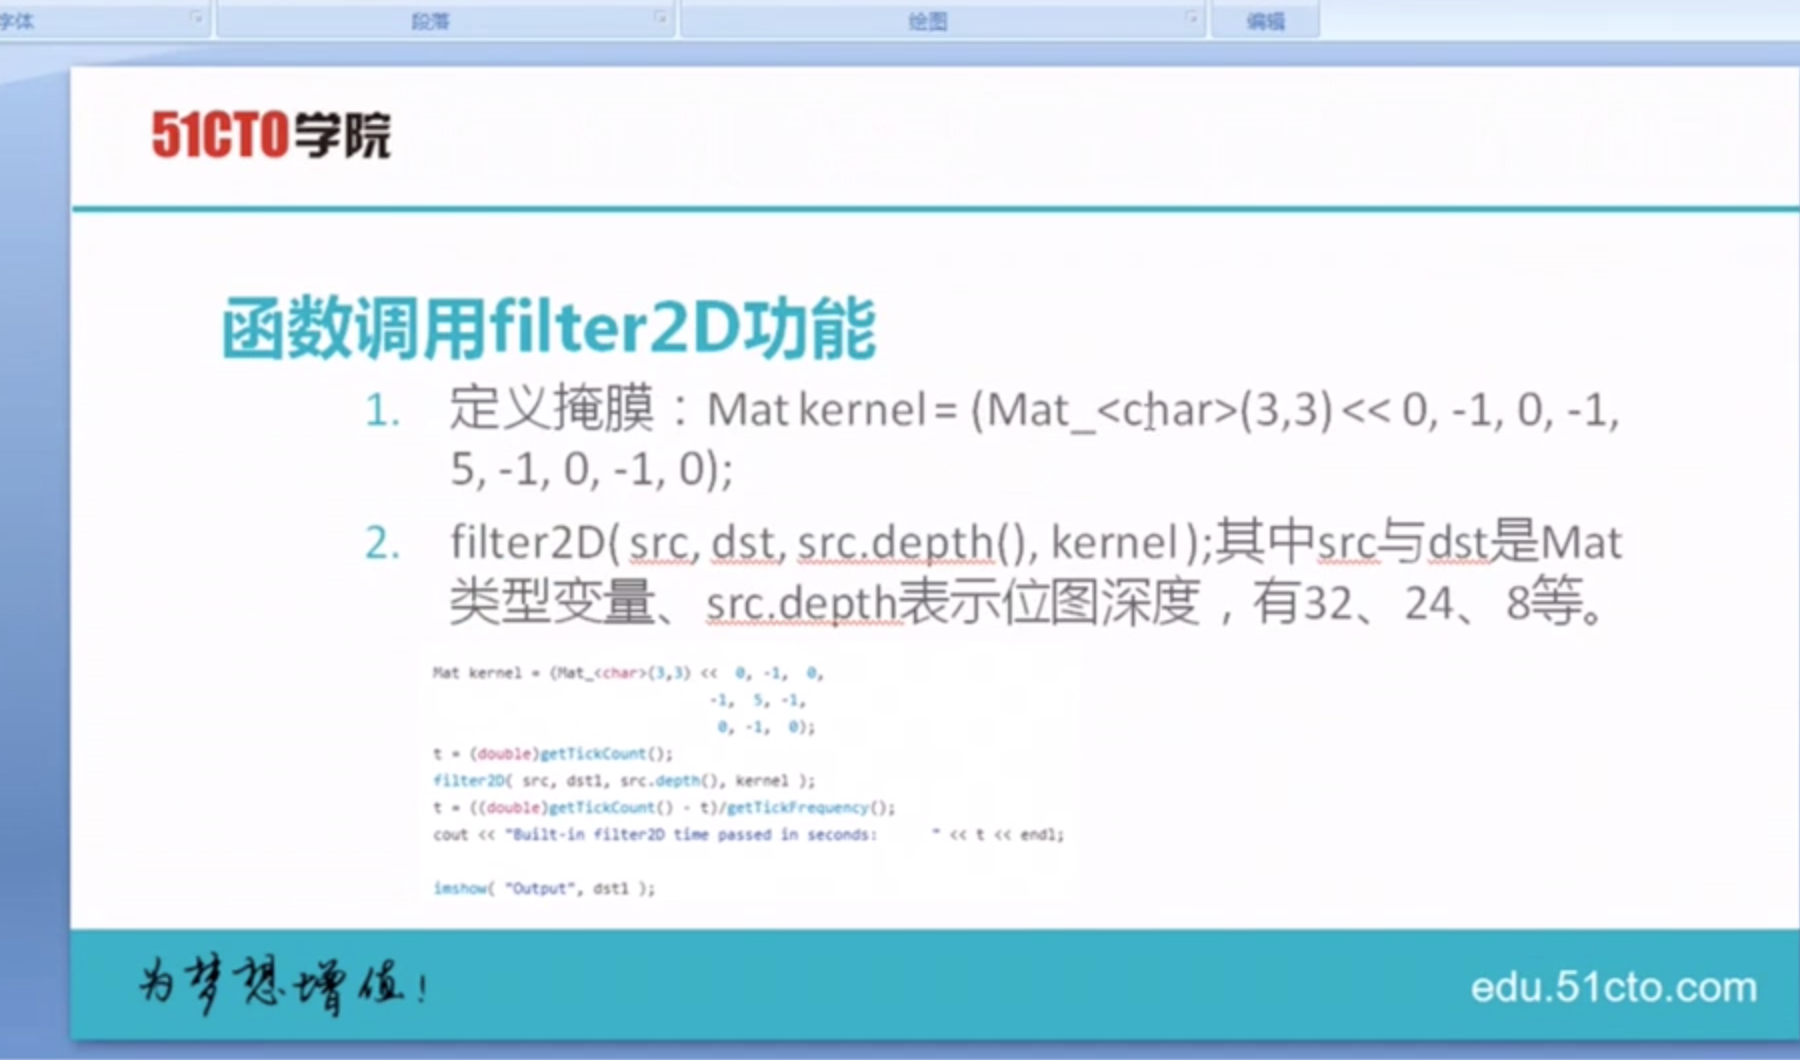 字体
段落
绘图
编辑
51CTO学院
函数调用filter2D功能
1. 定义掩膜：Mat kernel = (Mat_<char>(3,3) << 0, -1, 0, -1,
5, -1, 0, -1, 0);
2. filter2D( src, dst, src.depth(), kernel );其中src与dst是Mat
类型变量、src.depth表示位图深度，有32、24、8等。
Mat kernel = (Mat_<char>(3,3) << 0, -1, 0,
-1, 5, -1,
0, -1, 0);
t = (double)getTickCount();
filter2D( src, dst1, src.depth(), kernel );
t = ((double)getTickCount() - t)/getTickFrequency();
cout << "Built-in filter2D time passed in seconds: " << t << endl;
imshow( "Output", dst1 );
为梦想增值!
edu.51cto.com